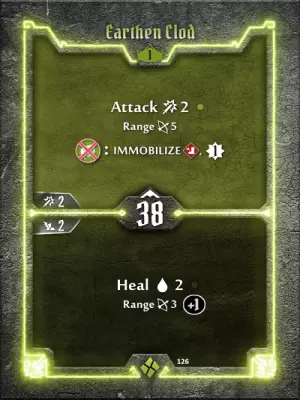 Earthen Clod
1
Attack 2
Range 5
: IMMOBILIZE , 1
2
38
2
Heal 2
Range 3 +1
126